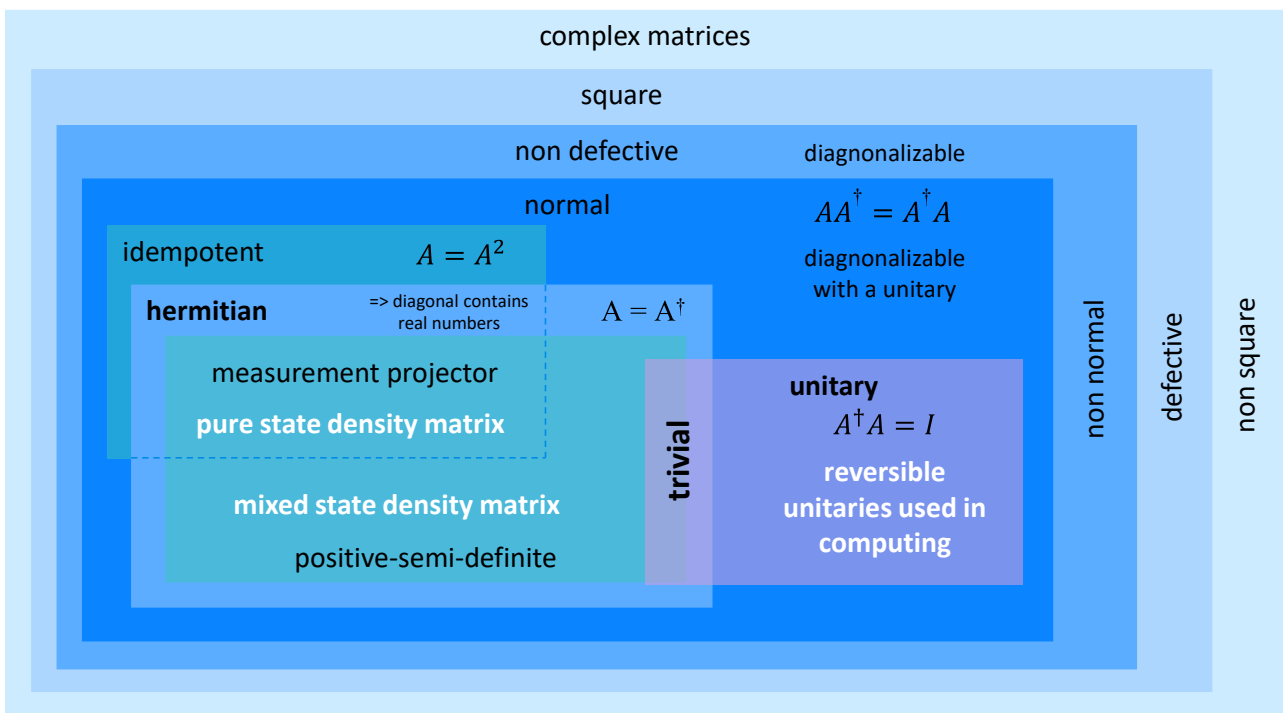 complex matrices
square
non defective
diagnonalizable
normal
AA† = A†A
diagnonalizable
with a unitary
idempotent
A = A²
hermitian
=> diagonal contains
real numbers
A = A†
measurement projector
pure state density matrix
mixed state density matrix
positive-semi-definite
trivial
unitary
A†A = I
reversible
unitaries used in
computing
non normal
defective
non square